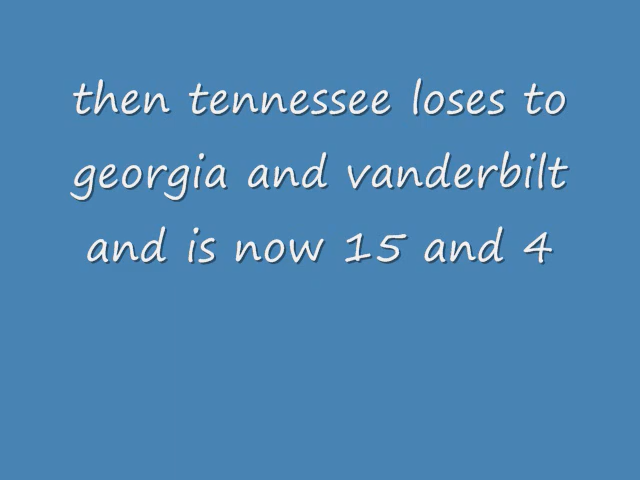 then tennessee loses to
georgia and vanderbilt
and is now 15 and 4